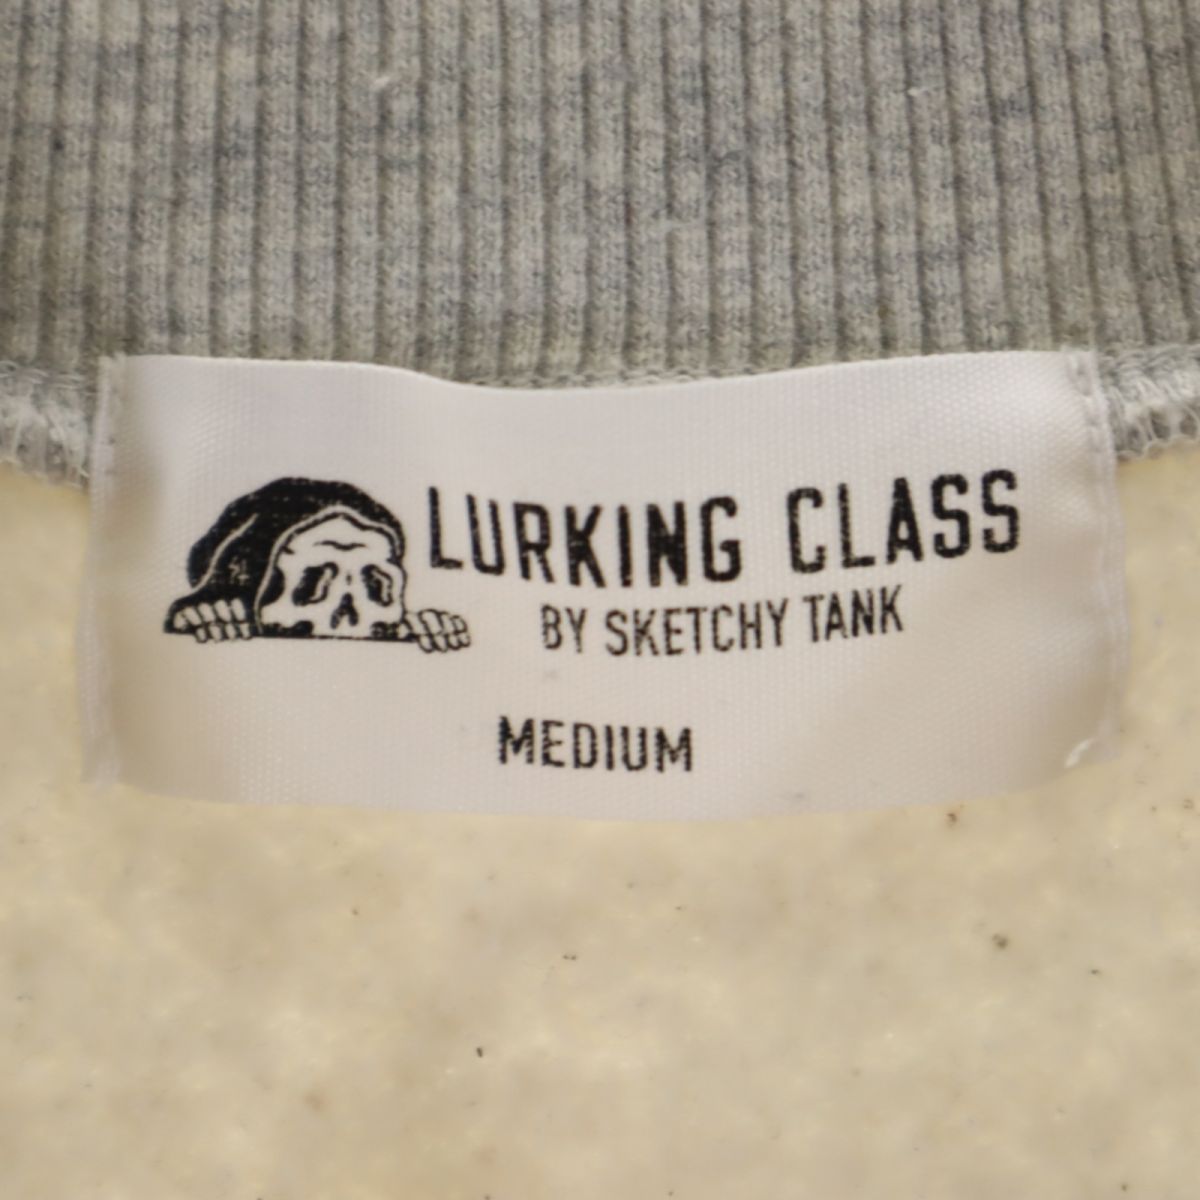 LURKING CLASS
BY SKETCHY TANK
MEDIUM